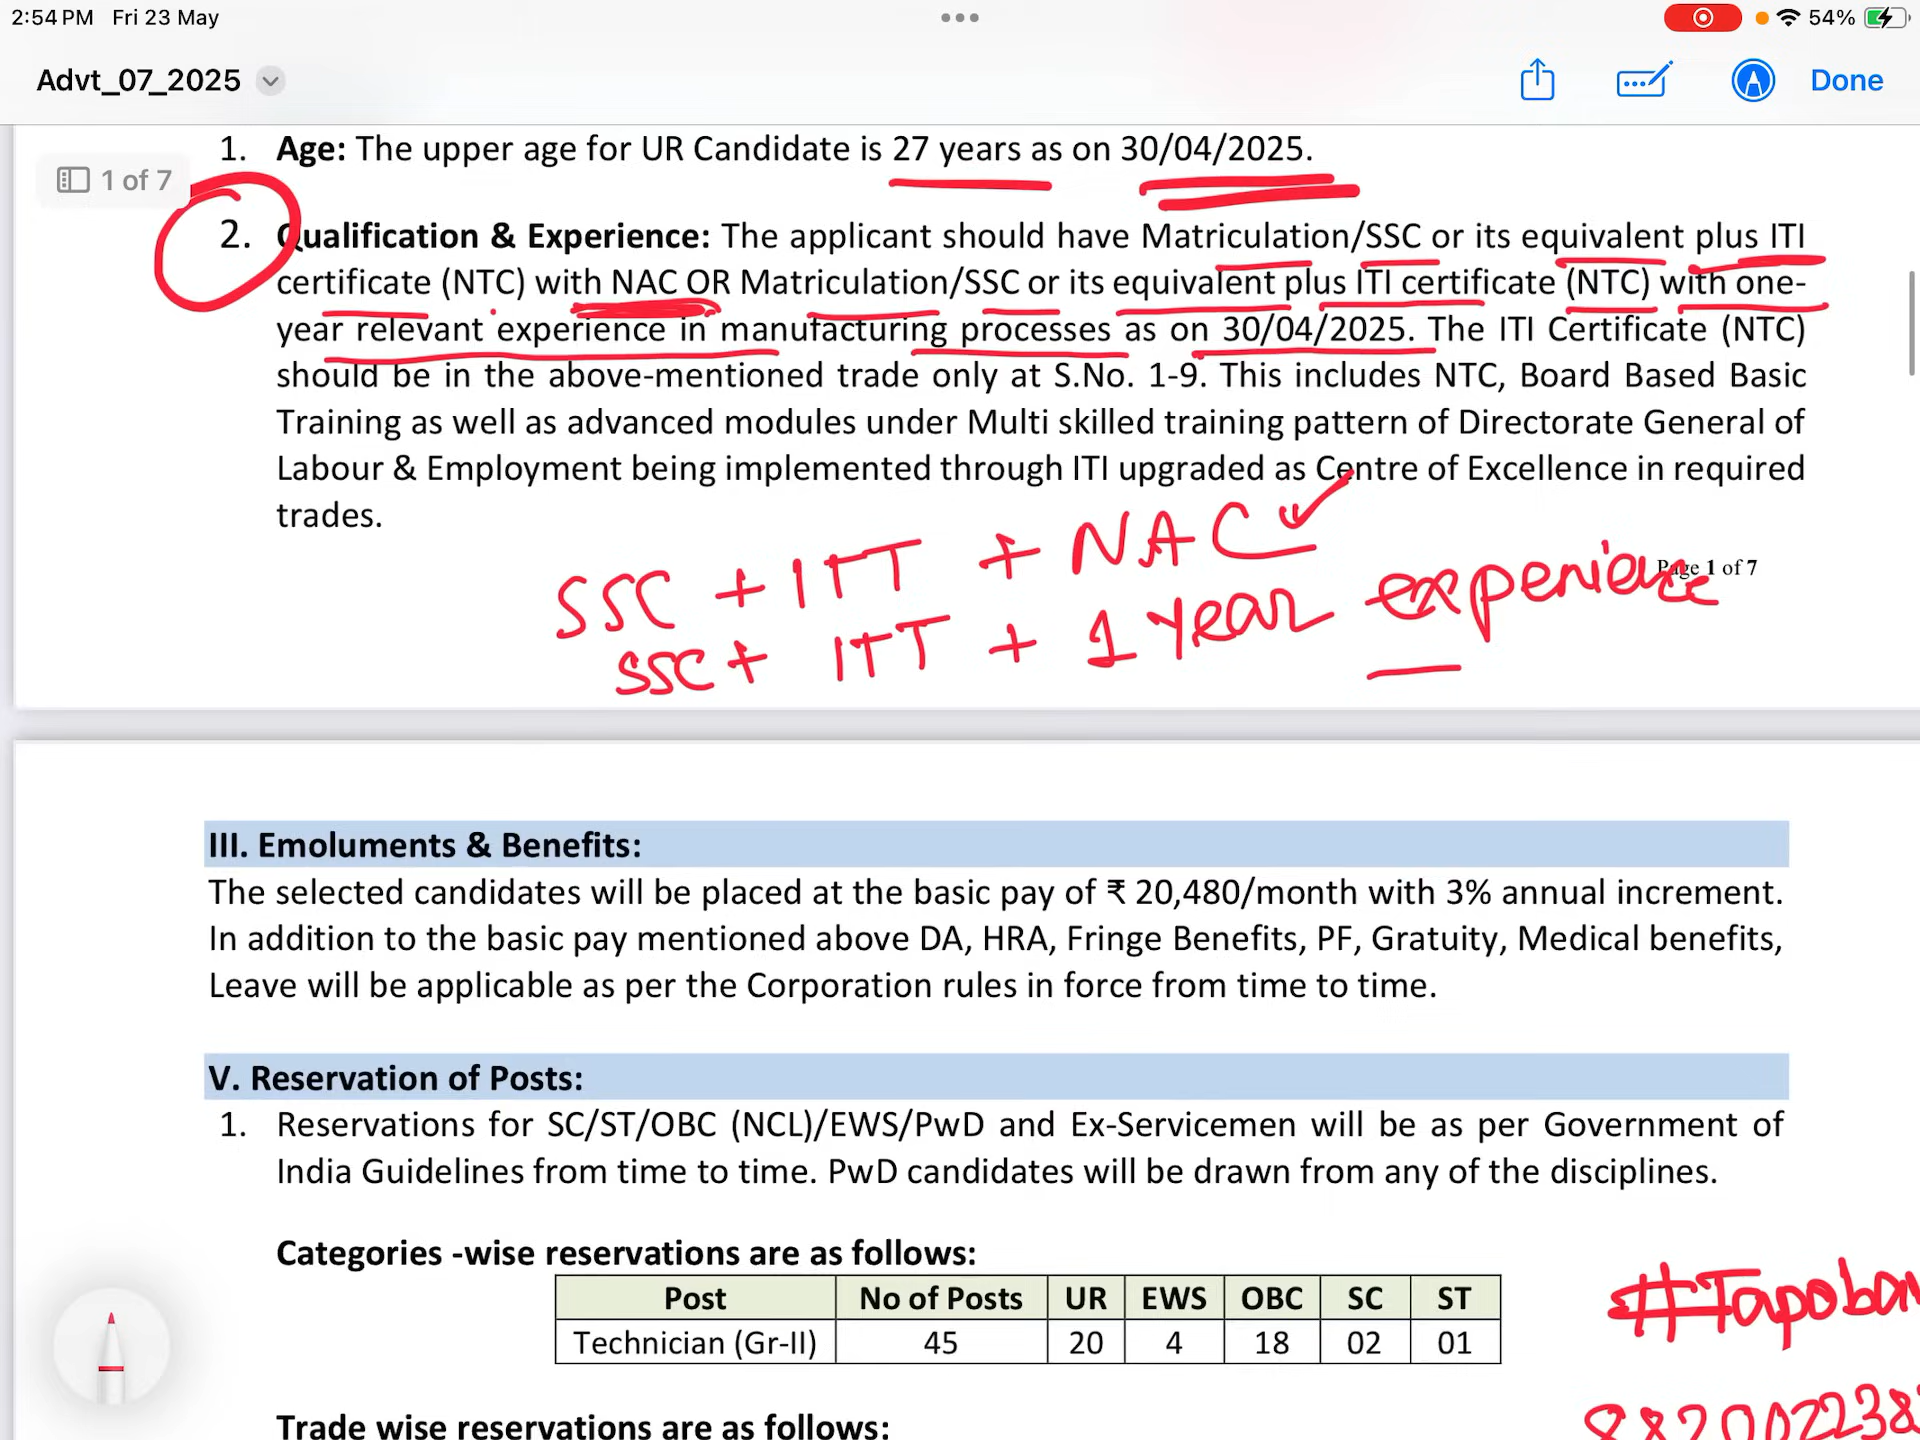 2:54 PM Fri 23 May
54%
Advt_07_2025
Done
1 of 7
1. Age: The upper age for UR Candidate is 27 years as on 30/04/2025.
2. Qualification & Experience: The applicant should have Matriculation/SSC or its equivalent plus ITI
certificate (NTC) with NAC OR Matriculation/SSC or its equivalent plus ITI certificate (NTC) with one-
year relevant experience in manufacturing processes as on 30/04/2025. The ITI Certificate (NTC)
should be in the above-mentioned trade only at S.No. 1-9. This includes NTC, Board Based Basic
Training as well as advanced modules under Multi skilled training pattern of Directorate General of
Labour & Employment being implemented through ITI upgraded as Centre of Excellence in required
trades.
SSC + ITI + NAC
Page 1 of 7
SSC + ITI + 1 year experience
III. Emoluments & Benefits:
The selected candidates will be placed at the basic pay of ₹ 20,480/month with 3% annual increment.
In addition to the basic pay mentioned above DA, HRA, Fringe Benefits, PF, Gratuity, Medical benefits,
Leave will be applicable as per the Corporation rules in force from time to time.
V. Reservation of Posts:
1. Reservations for SC/ST/OBC (NCL)/EWS/PwD and Ex-Servicemen will be as per Government of
India Guidelines from time to time. PwD candidates will be drawn from any of the disciplines.
Categories -wise reservations are as follows:
Post No of Posts UR EWS OBC SC ST
Technician (Gr-II) 45 20 4 18 02 01
#Tapoban
Trade wise reservations are as follows: